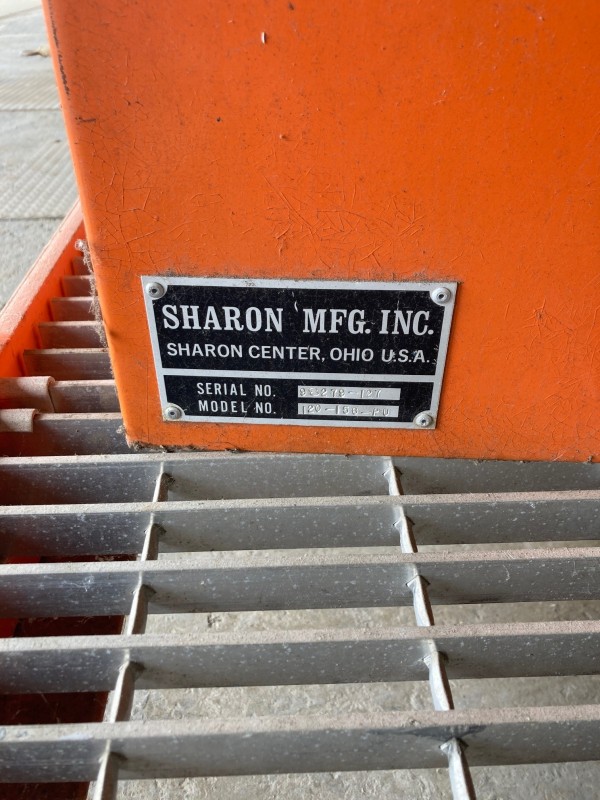 SHARON MFG. INC.
SHARON CENTER, OHIO U.S.A.
SERIAL NO.
MODEL NO.